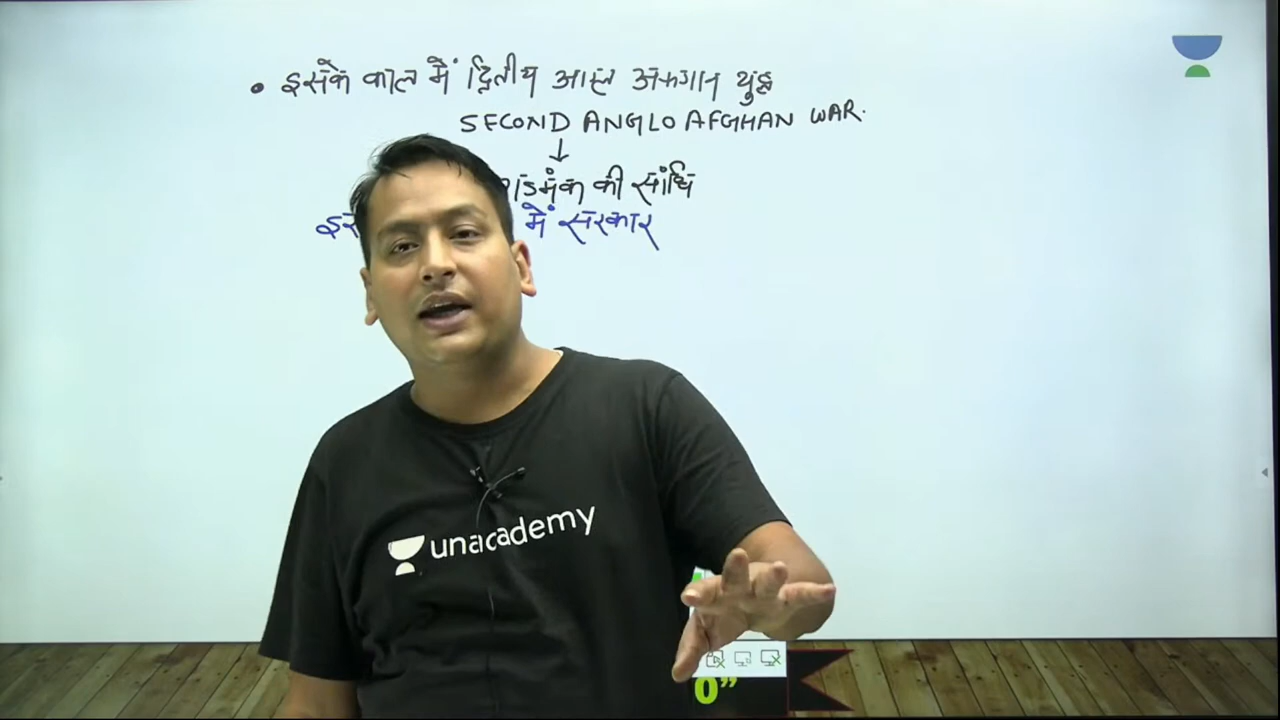 • इसके काल में द्वितीय आंग्ल अफगान युद्ध
SECOND ANGLO AFGHAN WAR.
↓
की संधि
में सरकार
unacademy
0”